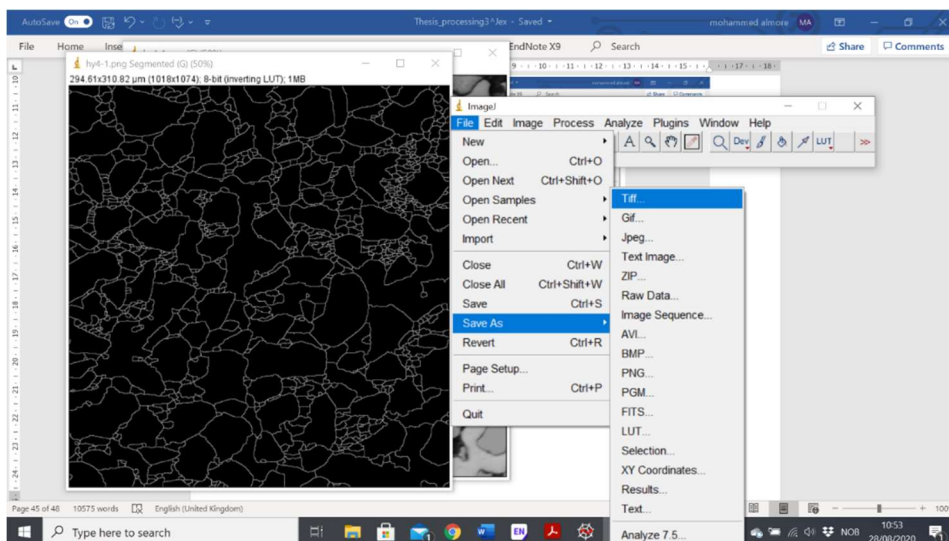 AutoSave On Thesis_processing3^Jex - Saved mohammed almore MA
File Home Inse EndNote X9 Search Share Comments
hy4-1.png Segmented (G) (50%)
294.61x310.82 µm (1018x1074); 8-bit (inverting LUT); 1MB
ImageJ
File Edit Image Process Analyze Plugins Window Help
A Dev LUT >>
New
Open... Ctrl+O
Open Next Ctrl+Shift+O
Open Samples
Open Recent
Import
Close Ctrl+W
Close All Ctrl+Shift+W
Save Ctrl+S
Save As
Revert Ctrl+R
Page Setup...
Print... Ctrl+P
Quit
Tiff...
Gif...
Jpeg...
Text Image...
ZIP...
Raw Data...
Image Sequence...
AVI...
BMP...
PNG...
PGM...
FITS...
LUT...
Selection...
XY Coordinates...
Results...
Text...
Analyze 7.5...
Page 45 of 48 10575 words English (United Kingdom) 100%
Type here to search EN NOB 10:53
28/08/2020